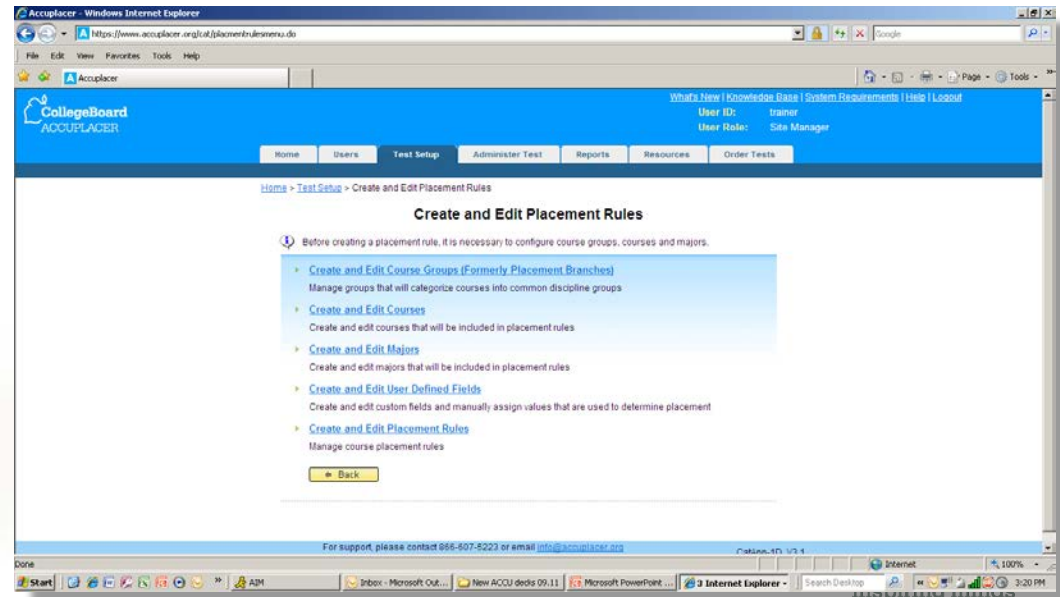 Accuplacer - Windows Internet Explorer
https://www.accuplacer.org/cat/placmentrulesmenu.do
Google
File Edit View Favorites Tools Help
Accuplacer
Page Tools
CollegeBoard
ACCUPLACER
What's New | Knowledge Base | System Requirements | Help | Logout
User ID: trainer
User Role: Site Manager
Home Users Test Setup Administer Test Reports Resources Order Tests
Home > Test Setup > Create and Edit Placement Rules
Create and Edit Placement Rules
Before creating a placement rule, it is necessary to configure course groups, courses and majors.
Create and Edit Course Groups (Formerly Placement Branches)
Manage groups that will categorize courses into common discipline groups
Create and Edit Courses
Create and edit courses that will be included in placement rules
Create and Edit Majors
Create and edit majors that will be included in placement rules
Create and Edit User Defined Fields
Create and edit custom fields and manually assign values that are used to determine placement
Create and Edit Placement Rules
Manage course placement rules
Back
For support, please contact 866-607-5223 or email info@accuplacer.org
Done
Internet 100%
Start AIM Inbox - Microsoft Out... New ACCU decks 09.11 Microsoft PowerPoint ... 3 Internet Explorer Search Desktop 3:20 PM